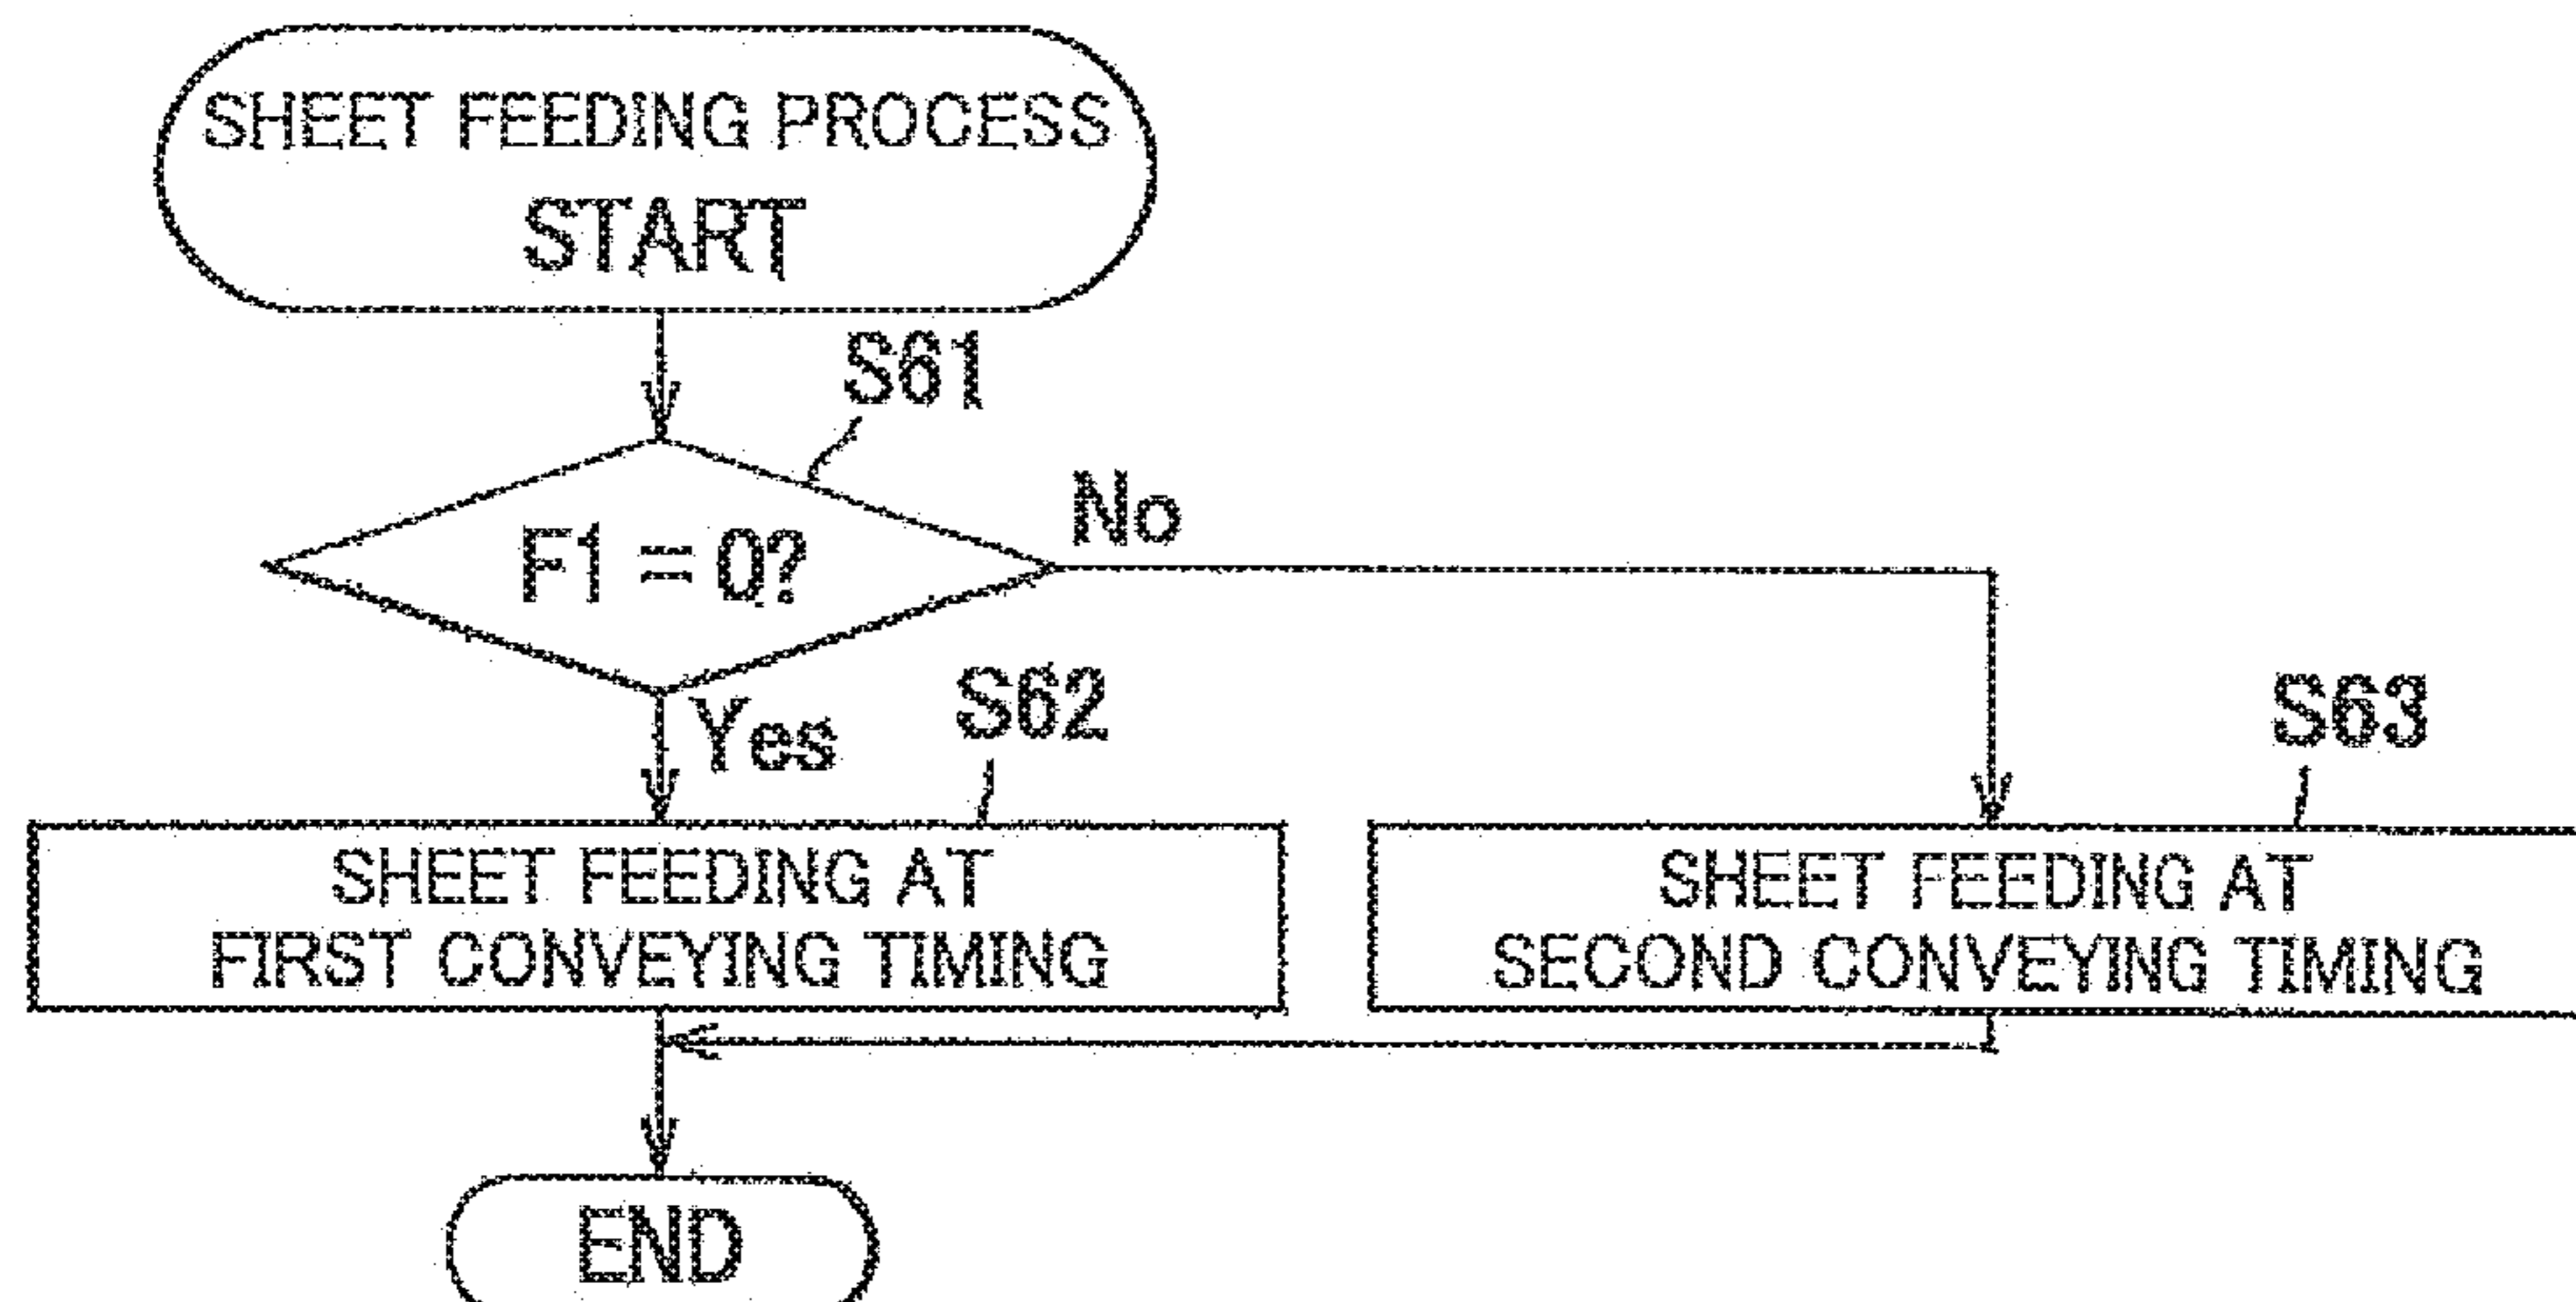 SHEET FEEDING PROCESS
START
S61
F1 = 0?
No
Yes
S62
S63
SHEET FEEDING AT
FIRST CONVEYING TIMING
SHEET FEEDING AT
SECOND CONVEYING TIMING
END